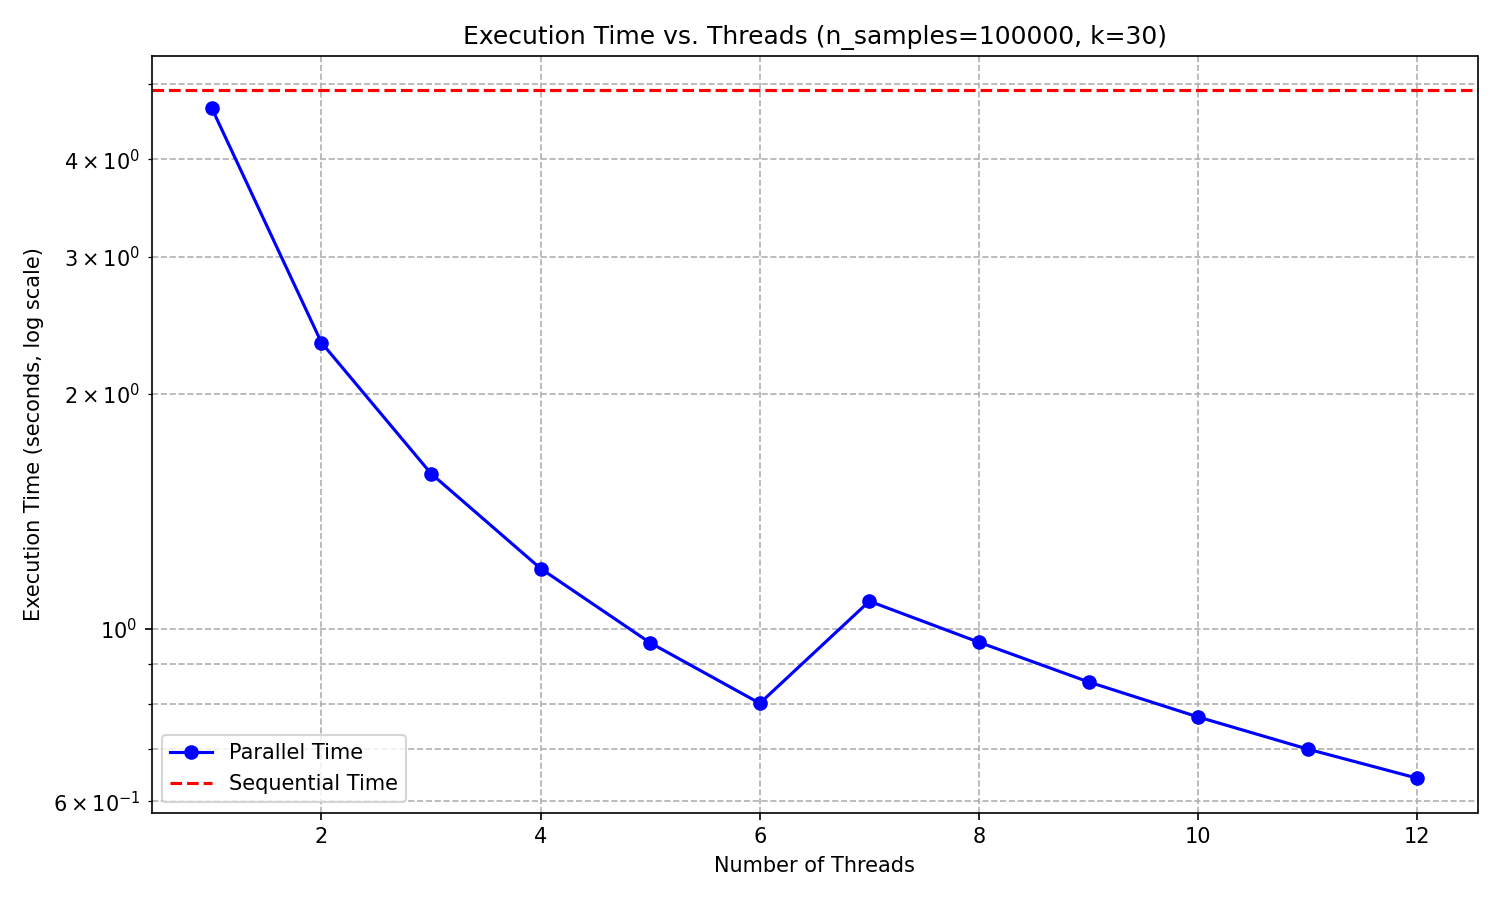 Execution Time vs. Threads (n_samples=100000, k=30)
Execution Time (seconds, log scale)
4 × 10⁰
3 × 10⁰
2 × 10⁰
10⁰
6 × 10⁻¹
Parallel Time
Sequential Time
2 4 6 8 10 12
Number of Threads